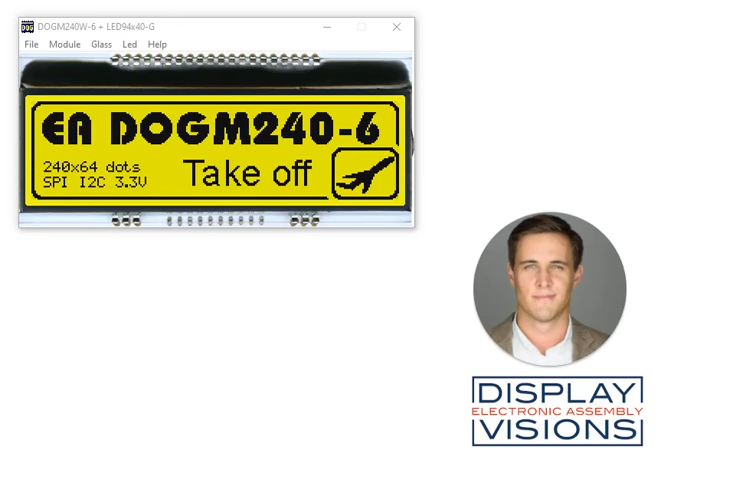 DOGM240W-6 + LED94x40-G
File Module Glass Led Help
EA DOGM240-6
240x64 dots
SPI I2C 3.3V
Take off
DISPLAY
ELECTRONIC ASSEMBLY
VISIONS